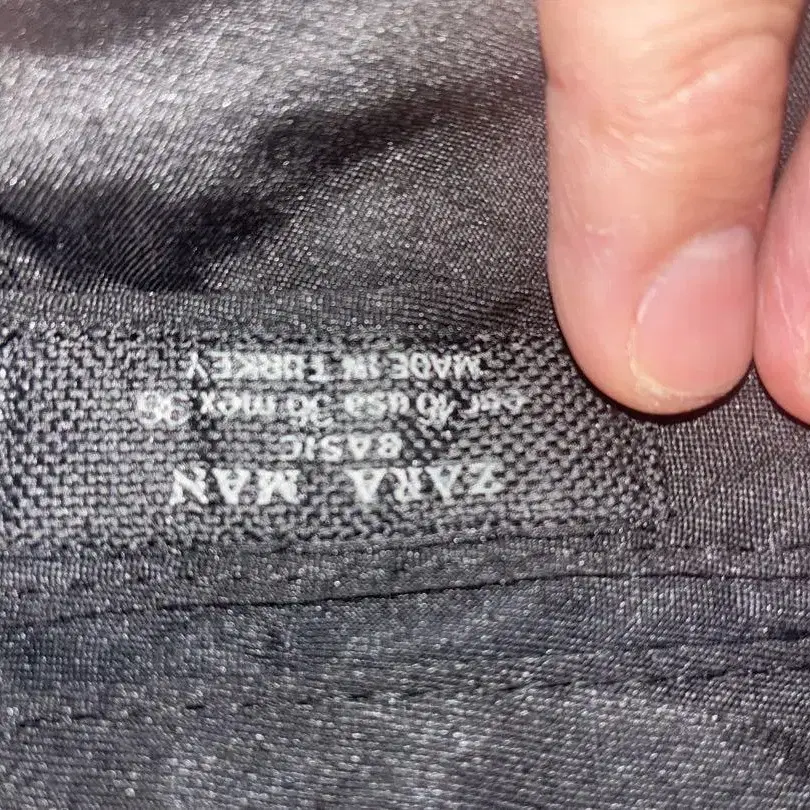 ZARA MAN
BASIC
eur 46 usa 36 mex 36
MADE IN TURKEY